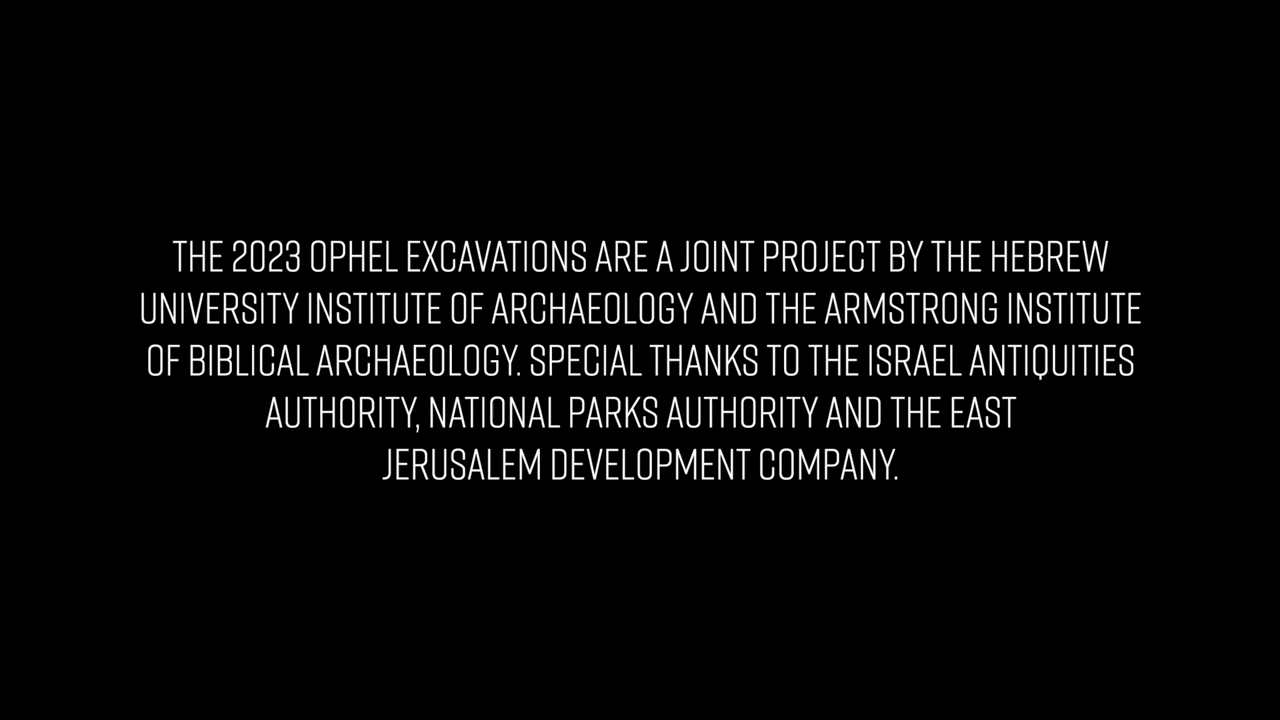 THE 2023 OPHEL EXCAVATIONS ARE A JOINT PROJECT BY THE HEBREW
UNIVERSITY INSTITUTE OF ARCHAEOLOGY AND THE ARMSTRONG INSTITUTE
OF BIBLICAL ARCHAEOLOGY. SPECIAL THANKS TO THE ISRAEL ANTIQUITIES
AUTHORITY, NATIONAL PARKS AUTHORITY AND THE EAST
JERUSALEM DEVELOPMENT COMPANY.